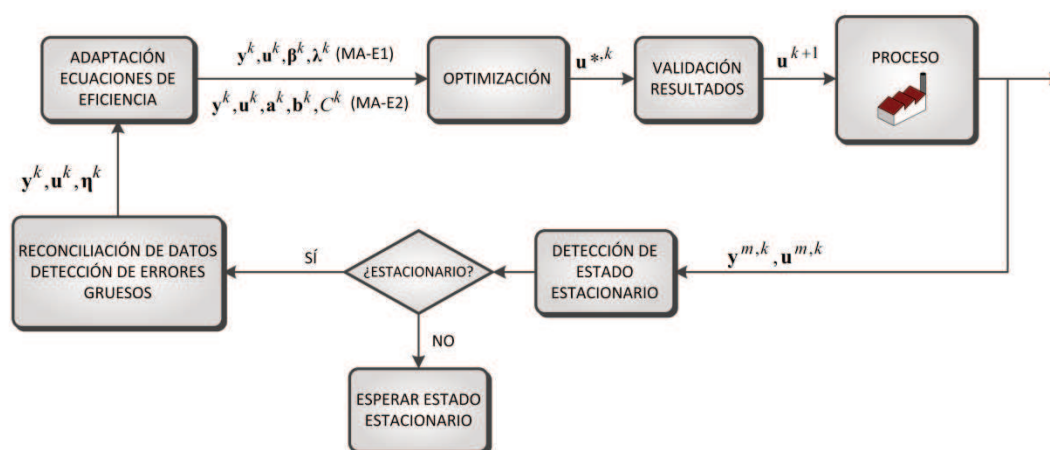 ADAPTACIÓN
ECUACIONES DE
EFICIENCIA
y^k,u^k,β^k,λ^k (MA-E1)
y^k,u^k,a^k,b^k,C^k (MA-E2)
OPTIMIZACIÓN
u*,k
VALIDACIÓN
RESULTADOS
u^k+1
PROCESO
y^k,u^k,η^k
RECONCILIACIÓN DE DATOS
DETECCIÓN DE ERRORES
GRUESOS
SÍ
¿ESTACIONARIO?
DETECCIÓN DE
ESTADO
ESTACIONARIO
y^m,k,u^m,k
NO
ESPERAR ESTADO
ESTACIONARIO